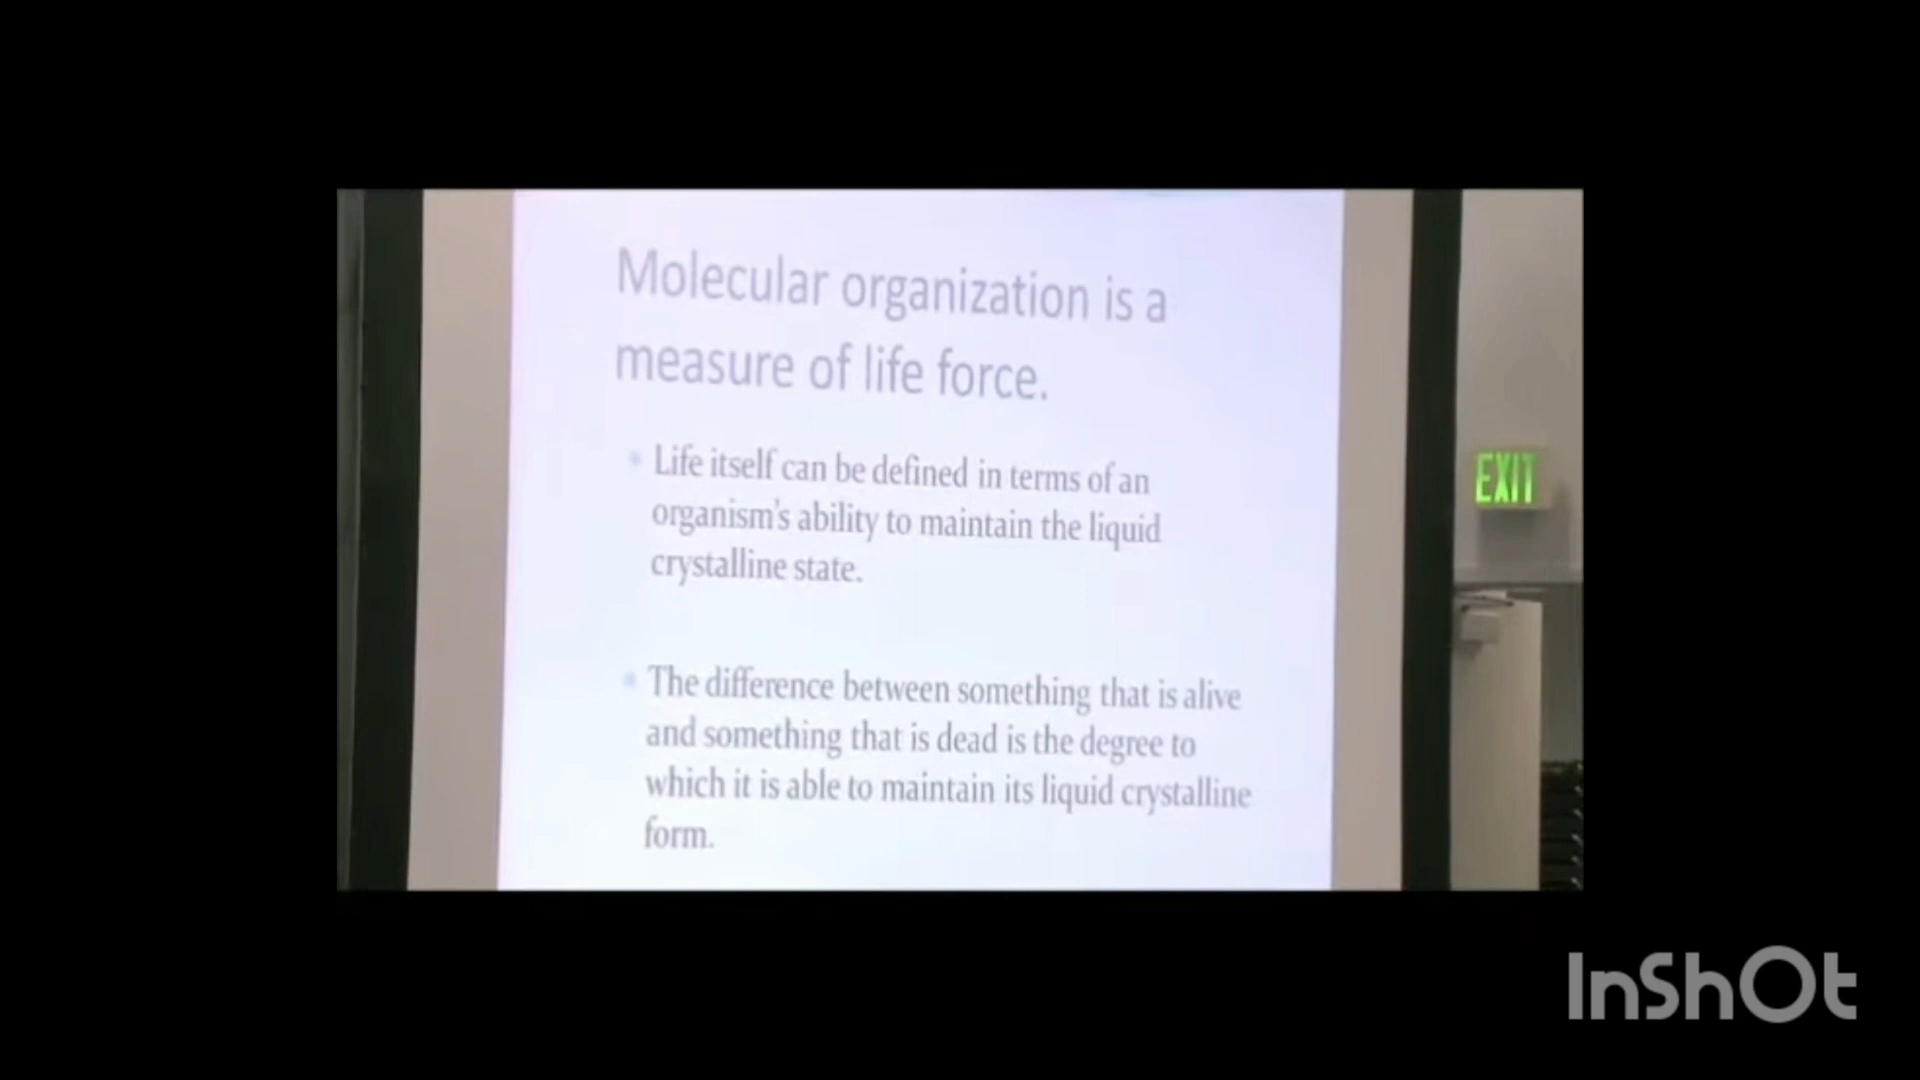 Molecular organization is a
measure of life force.
Life itself can be defined in terms of an
organism's ability to maintain the liquid
crystalline state.
The difference between something that is alive
and something that is dead is the degree to
which it is able to maintain its liquid crystalline
form.
EXIT
InShOt